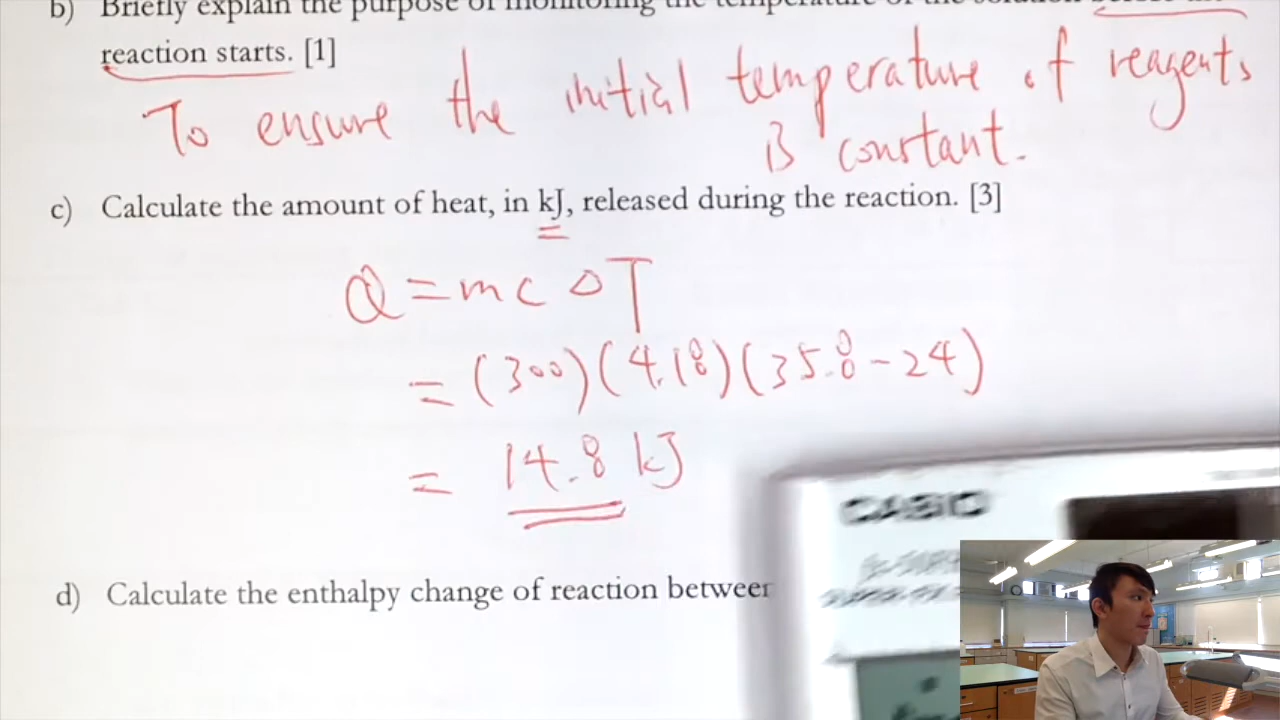 b) Briefly explain the purpose of monitoring the temperature of the solution before the
reaction starts. [1]
To ensure the initial temperature of reagents
is constant.
c) Calculate the amount of heat, in kJ, released during the reaction. [3]
Q = mcΔT
= (300)(4.18)(35.8-24)
= 14.8 kJ
CASIO
d) Calculate the enthalpy change of reaction between